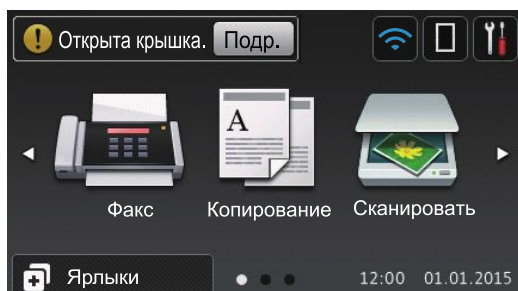 Открыта крышка. Подр.
A
Факс Копирование Сканировать
Ярлыки 12:00 01.01.2015